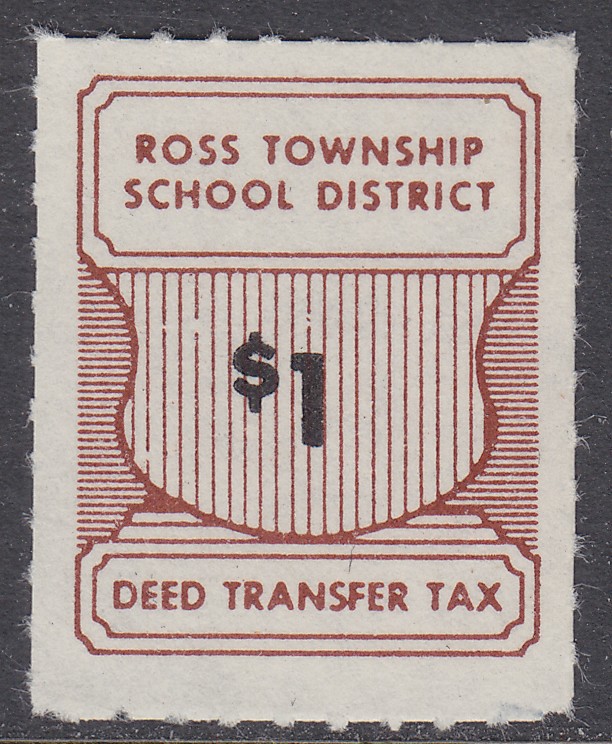 ROSS TOWNSHIP
SCHOOL DISTRICT
$1
DEED TRANSFER TAX